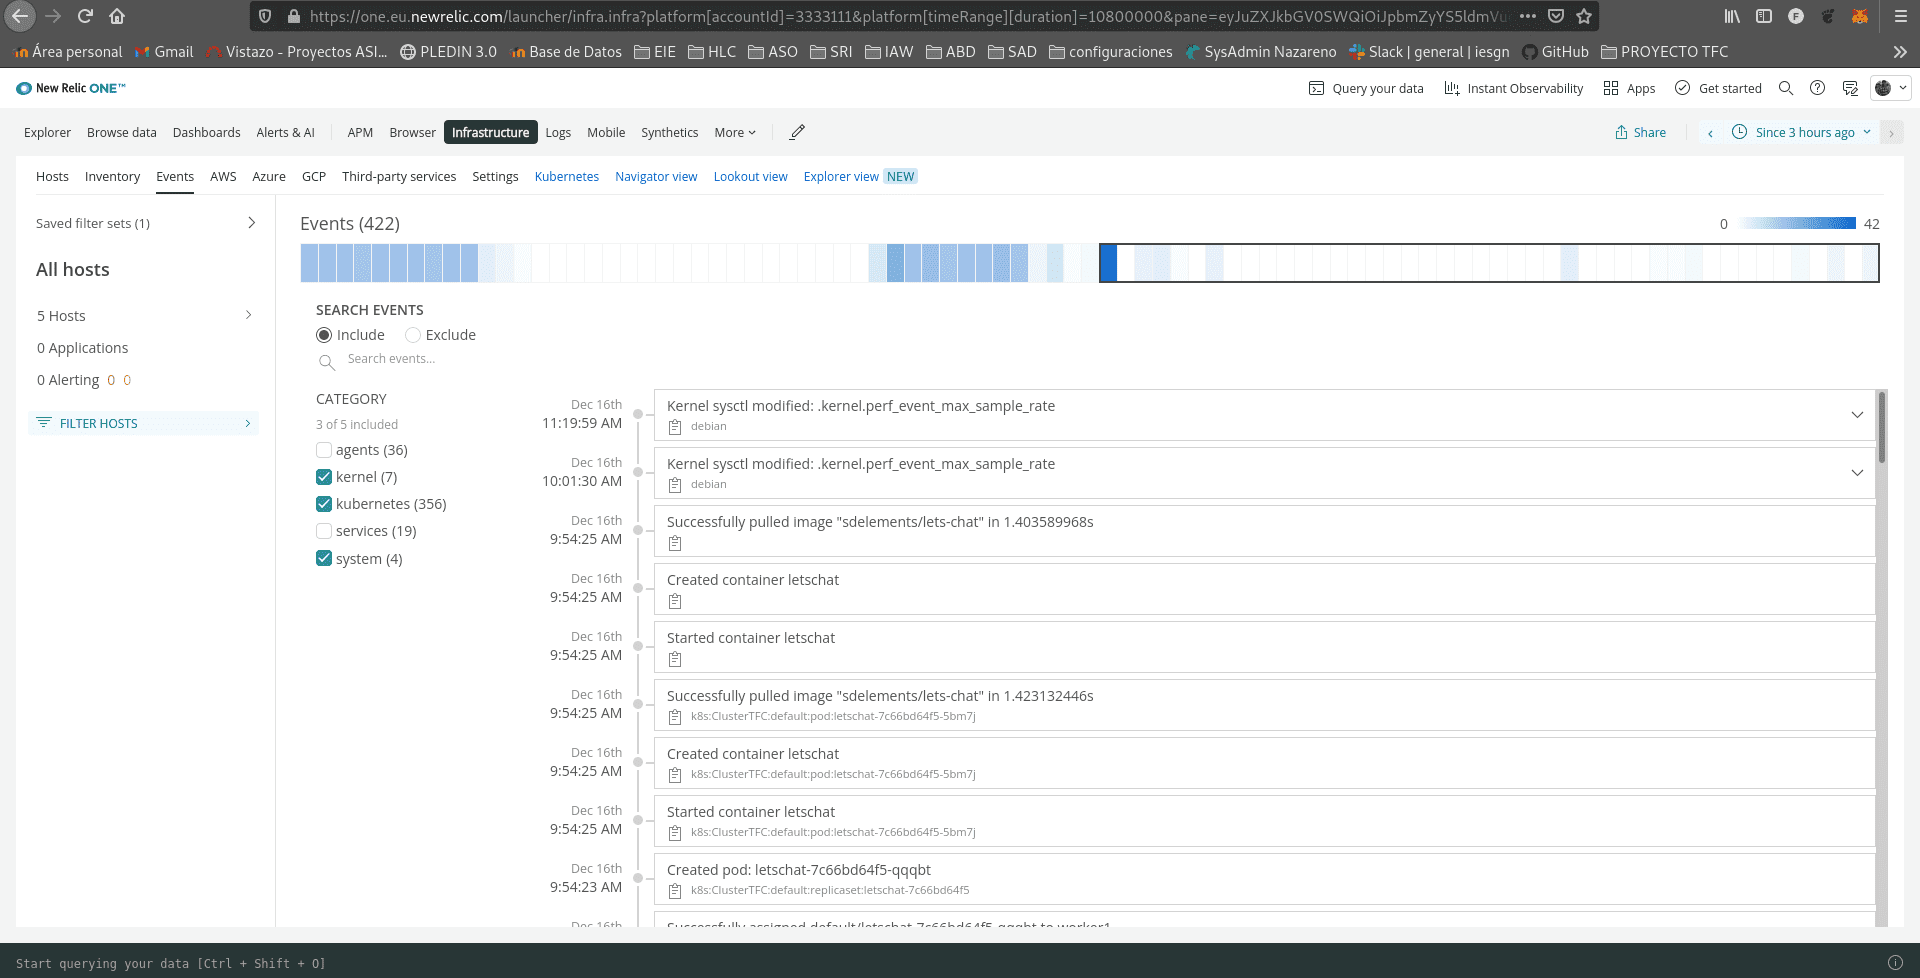 https://one.eu.newrelic.com/launcher/infra.infra?platform[accountId]=3333111&platform[timeRange][duration]=10800000&pane=eyJuZXJkbGV0SWQiOiJpbmZyYS5ldmVu
Área personal Gmail Vistazo - Proyectos ASI... PLEDIN 3.0 Base de Datos EIE HLC ASO SRI IAW ABD SAD configuraciones SysAdmin Nazareno Slack | general | iesgn GitHub PROYECTO TFC
New Relic ONE™ Query your data Instant Observability Apps Get started
Explorer Browse data Dashboards Alerts & AI APM Browser Infrastructure Logs Mobile Synthetics More Share Since 3 hours ago
Hosts Inventory Events AWS Azure GCP Third-party services Settings Kubernetes Navigator view Lookout view Explorer view NEW
Saved filter sets (1)
All hosts
5 Hosts
0 Applications
0 Alerting 0 0
FILTER HOSTS
Events (422) 0 42
SEARCH EVENTS
Include Exclude
Search events...
CATEGORY
3 of 5 included
agents (36)
kernel (7)
kubernetes (356)
services (19)
system (4)
Dec 16th
11:19:59 AM
Kernel sysctl modified: .kernel.perf_event_max_sample_rate
debian
Dec 16th
10:01:30 AM
Kernel sysctl modified: .kernel.perf_event_max_sample_rate
debian
Dec 16th
9:54:25 AM
Successfully pulled image "sdelements/lets-chat" in 1.403589968s
Dec 16th
9:54:25 AM
Created container letschat
Dec 16th
9:54:25 AM
Started container letschat
Dec 16th
9:54:25 AM
Successfully pulled image "sdelements/lets-chat" in 1.423132446s
k8s:ClusterTFC:default:pod:letschat-7c66bd64f5-5bm7j
Dec 16th
9:54:25 AM
Created container letschat
k8s:ClusterTFC:default:pod:letschat-7c66bd64f5-5bm7j
Dec 16th
9:54:25 AM
Started container letschat
k8s:ClusterTFC:default:pod:letschat-7c66bd64f5-5bm7j
Dec 16th
9:54:23 AM
Created pod: letschat-7c66bd64f5-qqqbt
k8s:ClusterTFC:default:replicaset:letschat-7c66bd64f5
Dec 16th
Successfully assigned default/letschat-7c66bd64f5-qqqbt to worker1
Start querying your data [Ctrl + Shift + O]